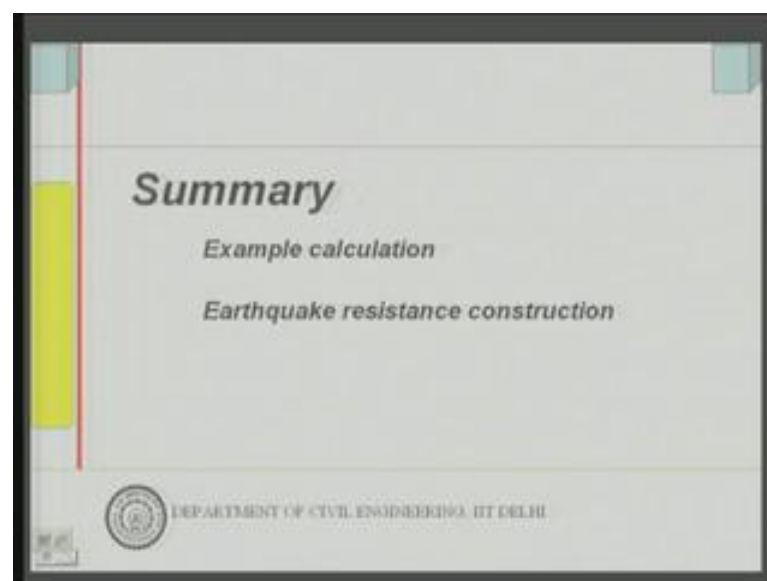 Summary
Example calculation
Earthquake resistance construction
DEPARTMENT OF CIVIL ENGINEERING, IIT DELHI